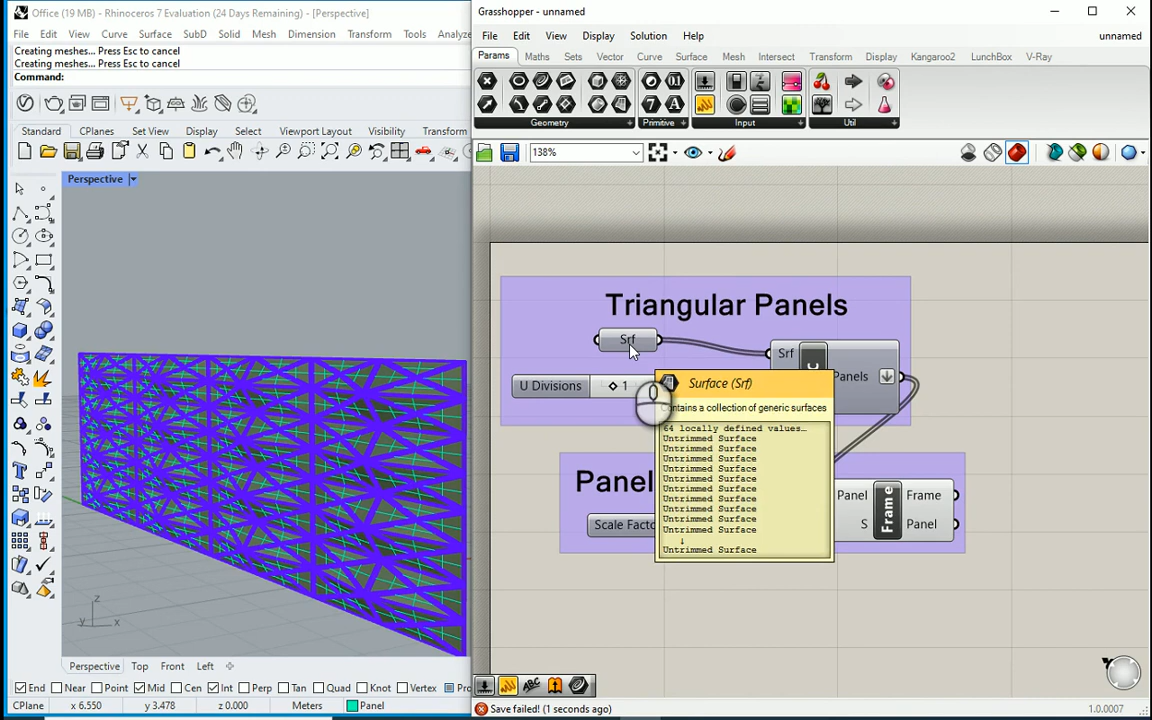 Office (19 MB) - [Rhinoceros 7 Evaluation (24 Days Remaining) - [Perspective]
File Edit View Curve Surface SubD Solid Mesh Dimension Transform Tools Analyze
Creating meshes... Press Esc to cancel
Creating meshes... Press Esc to cancel
Command:
Standard CPlanes Set View Display Select Viewport Layout Visibility Transform
Perspective
z
y x
Perspective Top Front Left
End Near Point Mid Cen Int Perp Tan Quad Knot Vertex Pro
CPlane x 6.550 y 3.478 z 0.000 Meters Panel
Grasshopper - unnamed
File Edit View Display Solution Help unnamed
Params Maths Sets Vector Curve Surface Mesh Intersect Transform Display Kangaroo2 LunchBox V-Ray
Geometry Primitive Input Util
138%
Triangular Panels
Srf Srf
U Divisions 1 Panels
Surface (Srf)
Contains a collection of generic surfaces
64 locally defined values…
Untrimmed Surface
Untrimmed Surface
Untrimmed Surface
Untrimmed Surface
Untrimmed Surface
Untrimmed Surface
Untrimmed Surface
Untrimmed Surface
Untrimmed Surface
Untrimmed Surface
↓
Untrimmed Surface
Panel
Panel Frame Frame
Scale Facto S Panel
Save failed! (1 seconds ago) 1.0.0007